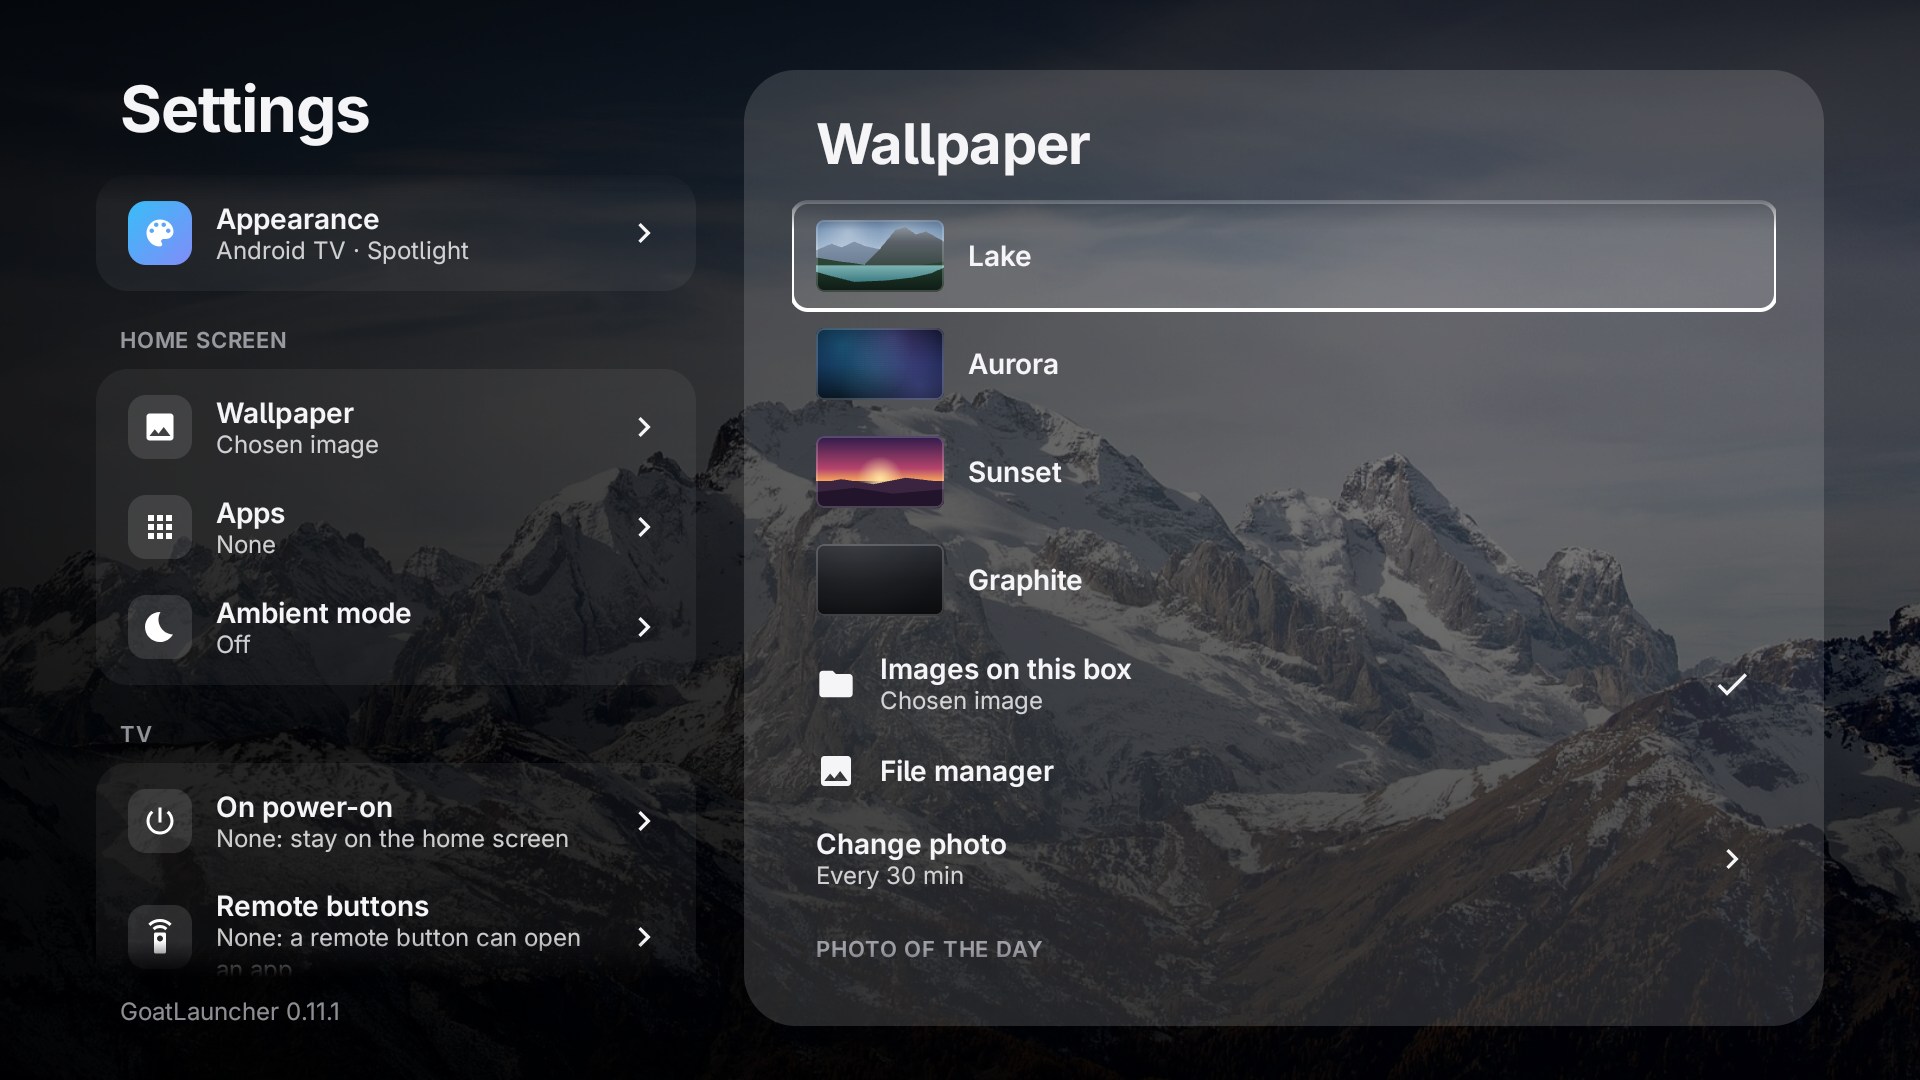 Settings
Appearance
Android TV · Spotlight
HOME SCREEN
Wallpaper
Chosen image
Apps
None
Ambient mode
Off
TV
On power-on
None: stay on the home screen
Remote buttons
None: a remote button can open
an app
GoatLauncher 0.11.1
Wallpaper
Lake
Aurora
Sunset
Graphite
Images on this box
Chosen image
File manager
Change photo
Every 30 min
PHOTO OF THE DAY